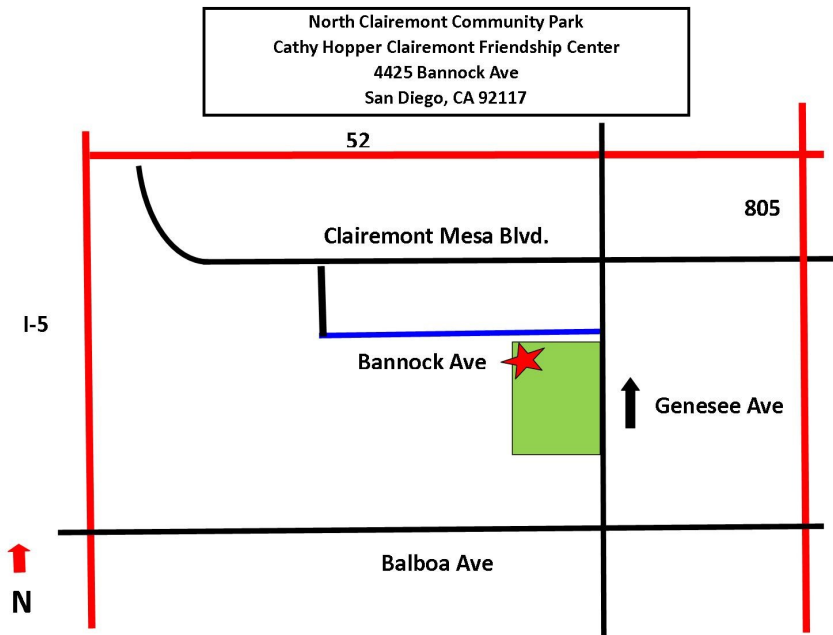 North Clairemont Community Park
Cathy Hopper Clairemont Friendship Center
4425 Bannock Ave
San Diego, CA 92117
52
805
Clairemont Mesa Blvd.
I-5
Bannock Ave
Genesee Ave
Balboa Ave
N